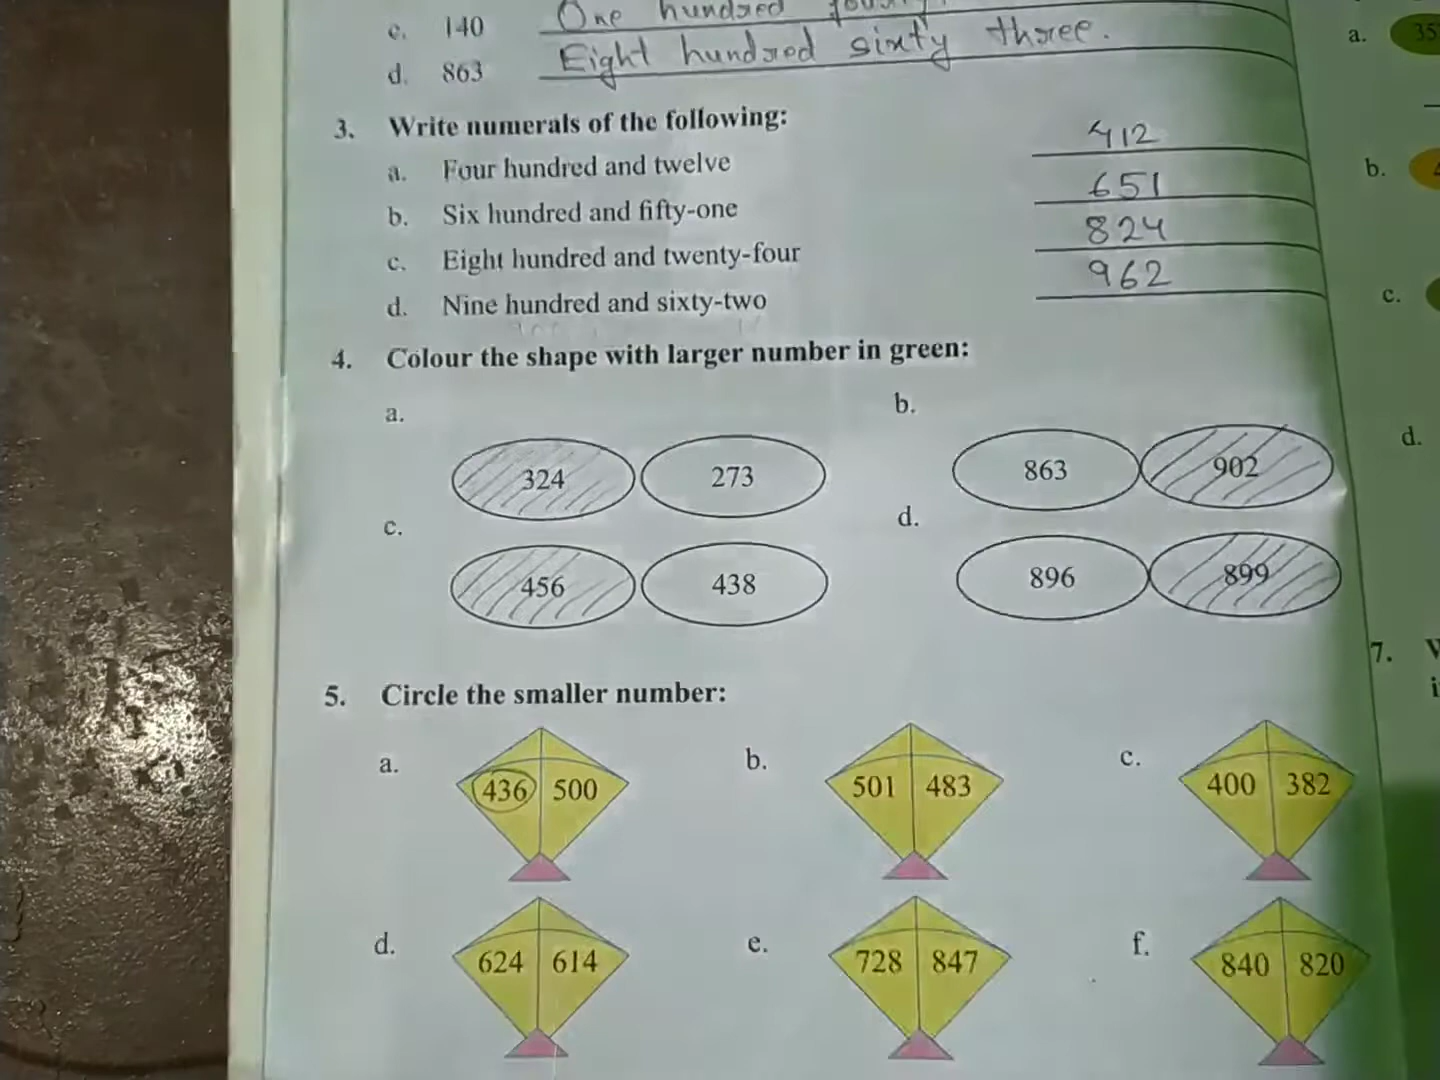 c. 140 One hundred
d. 863 Eight hundred sixty three.
3. Write numerals of the following:
a. Four hundred and twelve 412
b. Six hundred and fifty-one 651
c. Eight hundred and twenty-four 824
d. Nine hundred and sixty-two 962
4. Colour the shape with larger number in green:
a. 324 273
b. 863 902
c. 456 438
d. 896 899
5. Circle the smaller number:
a. 436 500
b. 501 483
c. 400 382
d. 624 614
e. 728 847
f. 840 820
a. 35
b.
c.
d.
7.